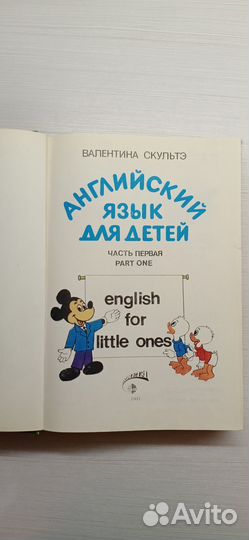 ВАЛЕНТИНА СКУЛЬТЭ
АНГЛИЙСКИЙ
ЯЗЫК
ДЛЯ ДЕТЕЙ
ЧАСТЬ ПЕРВАЯ
PART ONE
english
for
little ones
Avito